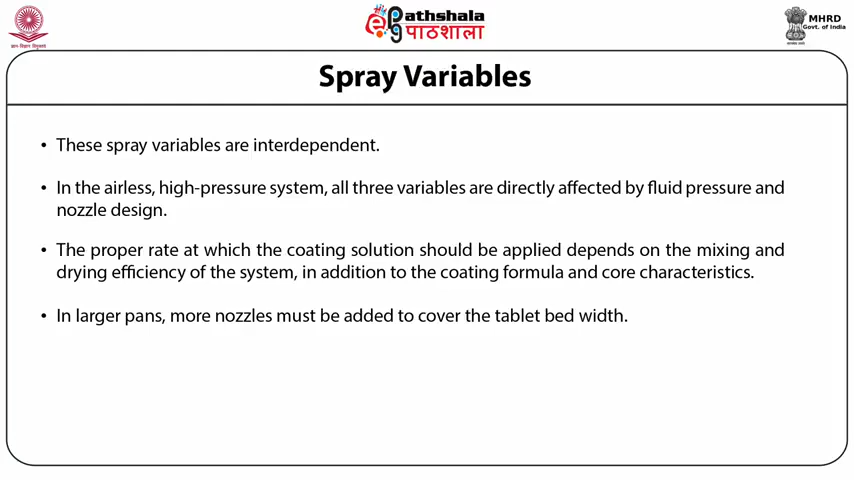 ज्ञान-विज्ञान विमुक्तये
My
ePathshala
पाठशाला
MHRD
Govt. of India
Spray Variables
• These spray variables are interdependent.
• In the airless, high-pressure system, all three variables are directly affected by fluid pressure and
nozzle design.
• The proper rate at which the coating solution should be applied depends on the mixing and
drying efficiency of the system, in addition to the coating formula and core characteristics.
• In larger pans, more nozzles must be added to cover the tablet bed width.